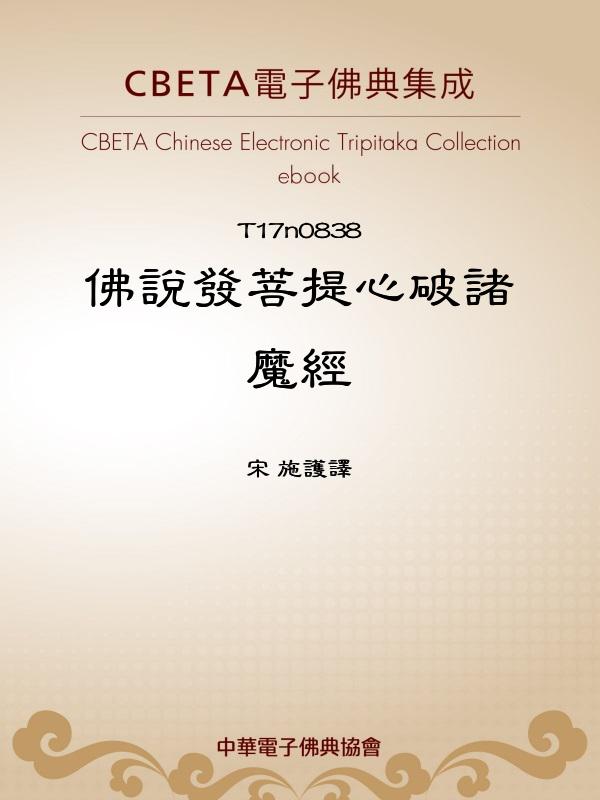 CBETA電子佛典集成
CBETA Chinese Electronic Tripitaka Collection
ebook
T17n0838
佛說發菩提心破諸
魔經
宋 施護譯
中華電子佛典協會